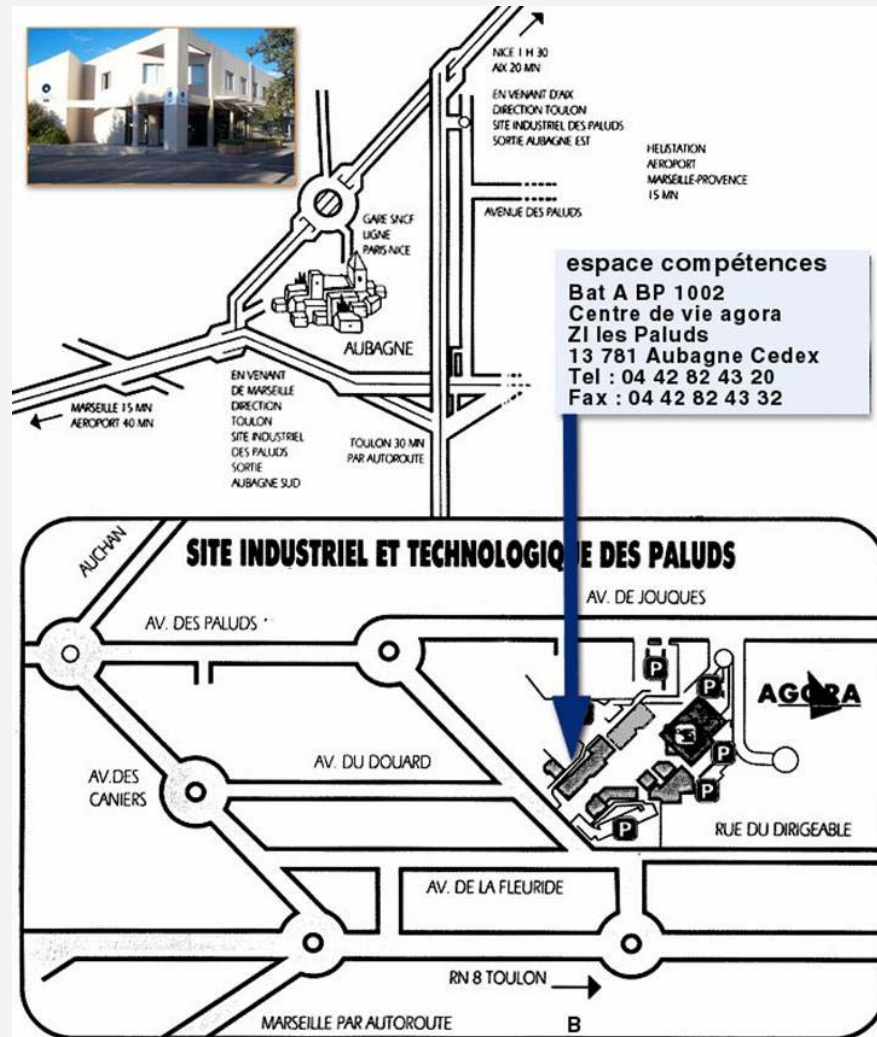 NICE 1 H 30
AIX 20 MN
EN VENANT D'AIX
DIRECTION TOULON
SITE INDUSTRIEL DES PALUDS
SORTIE AUBAGNE EST
HELISTATION
AEROPORT
MARSEILLE-PROVENCE
15 MN
AVENUE DES PALUDS
GARE SNCF
LIGNE
PARIS-NICE
espace compétences
Bat A BP 1002
Centre de vie agora
ZI les Paluds
13 781 Aubagne Cedex
Tel : 04 42 82 43 20
Fax : 04 42 82 43 32
AUBAGNE
EN VENANT
DE MARSEILLE
DIRECTION
TOULON
SITE INDUSTRIEL
DES PALUDS
SORTIE
AUBAGNE SUD
MARSEILLE 15 MN
AEROPORT 40 MN
TOULON 30 MN
PAR AUTOROUTE
SITE INDUSTRIEL ET TECHNOLOGIQUE DES PALUDS
AUCHAN
AV. DES PALUDS
AV. DE JOUQUES
P
P
AGORA
P
P
P
AV. DU DOUARD
AV.DES
CANIERS
RUE DU DIRIGEABLE
AV. DE LA FLEURIDE
RN 8 TOULON
MARSEILLE PAR AUTOROUTE
B